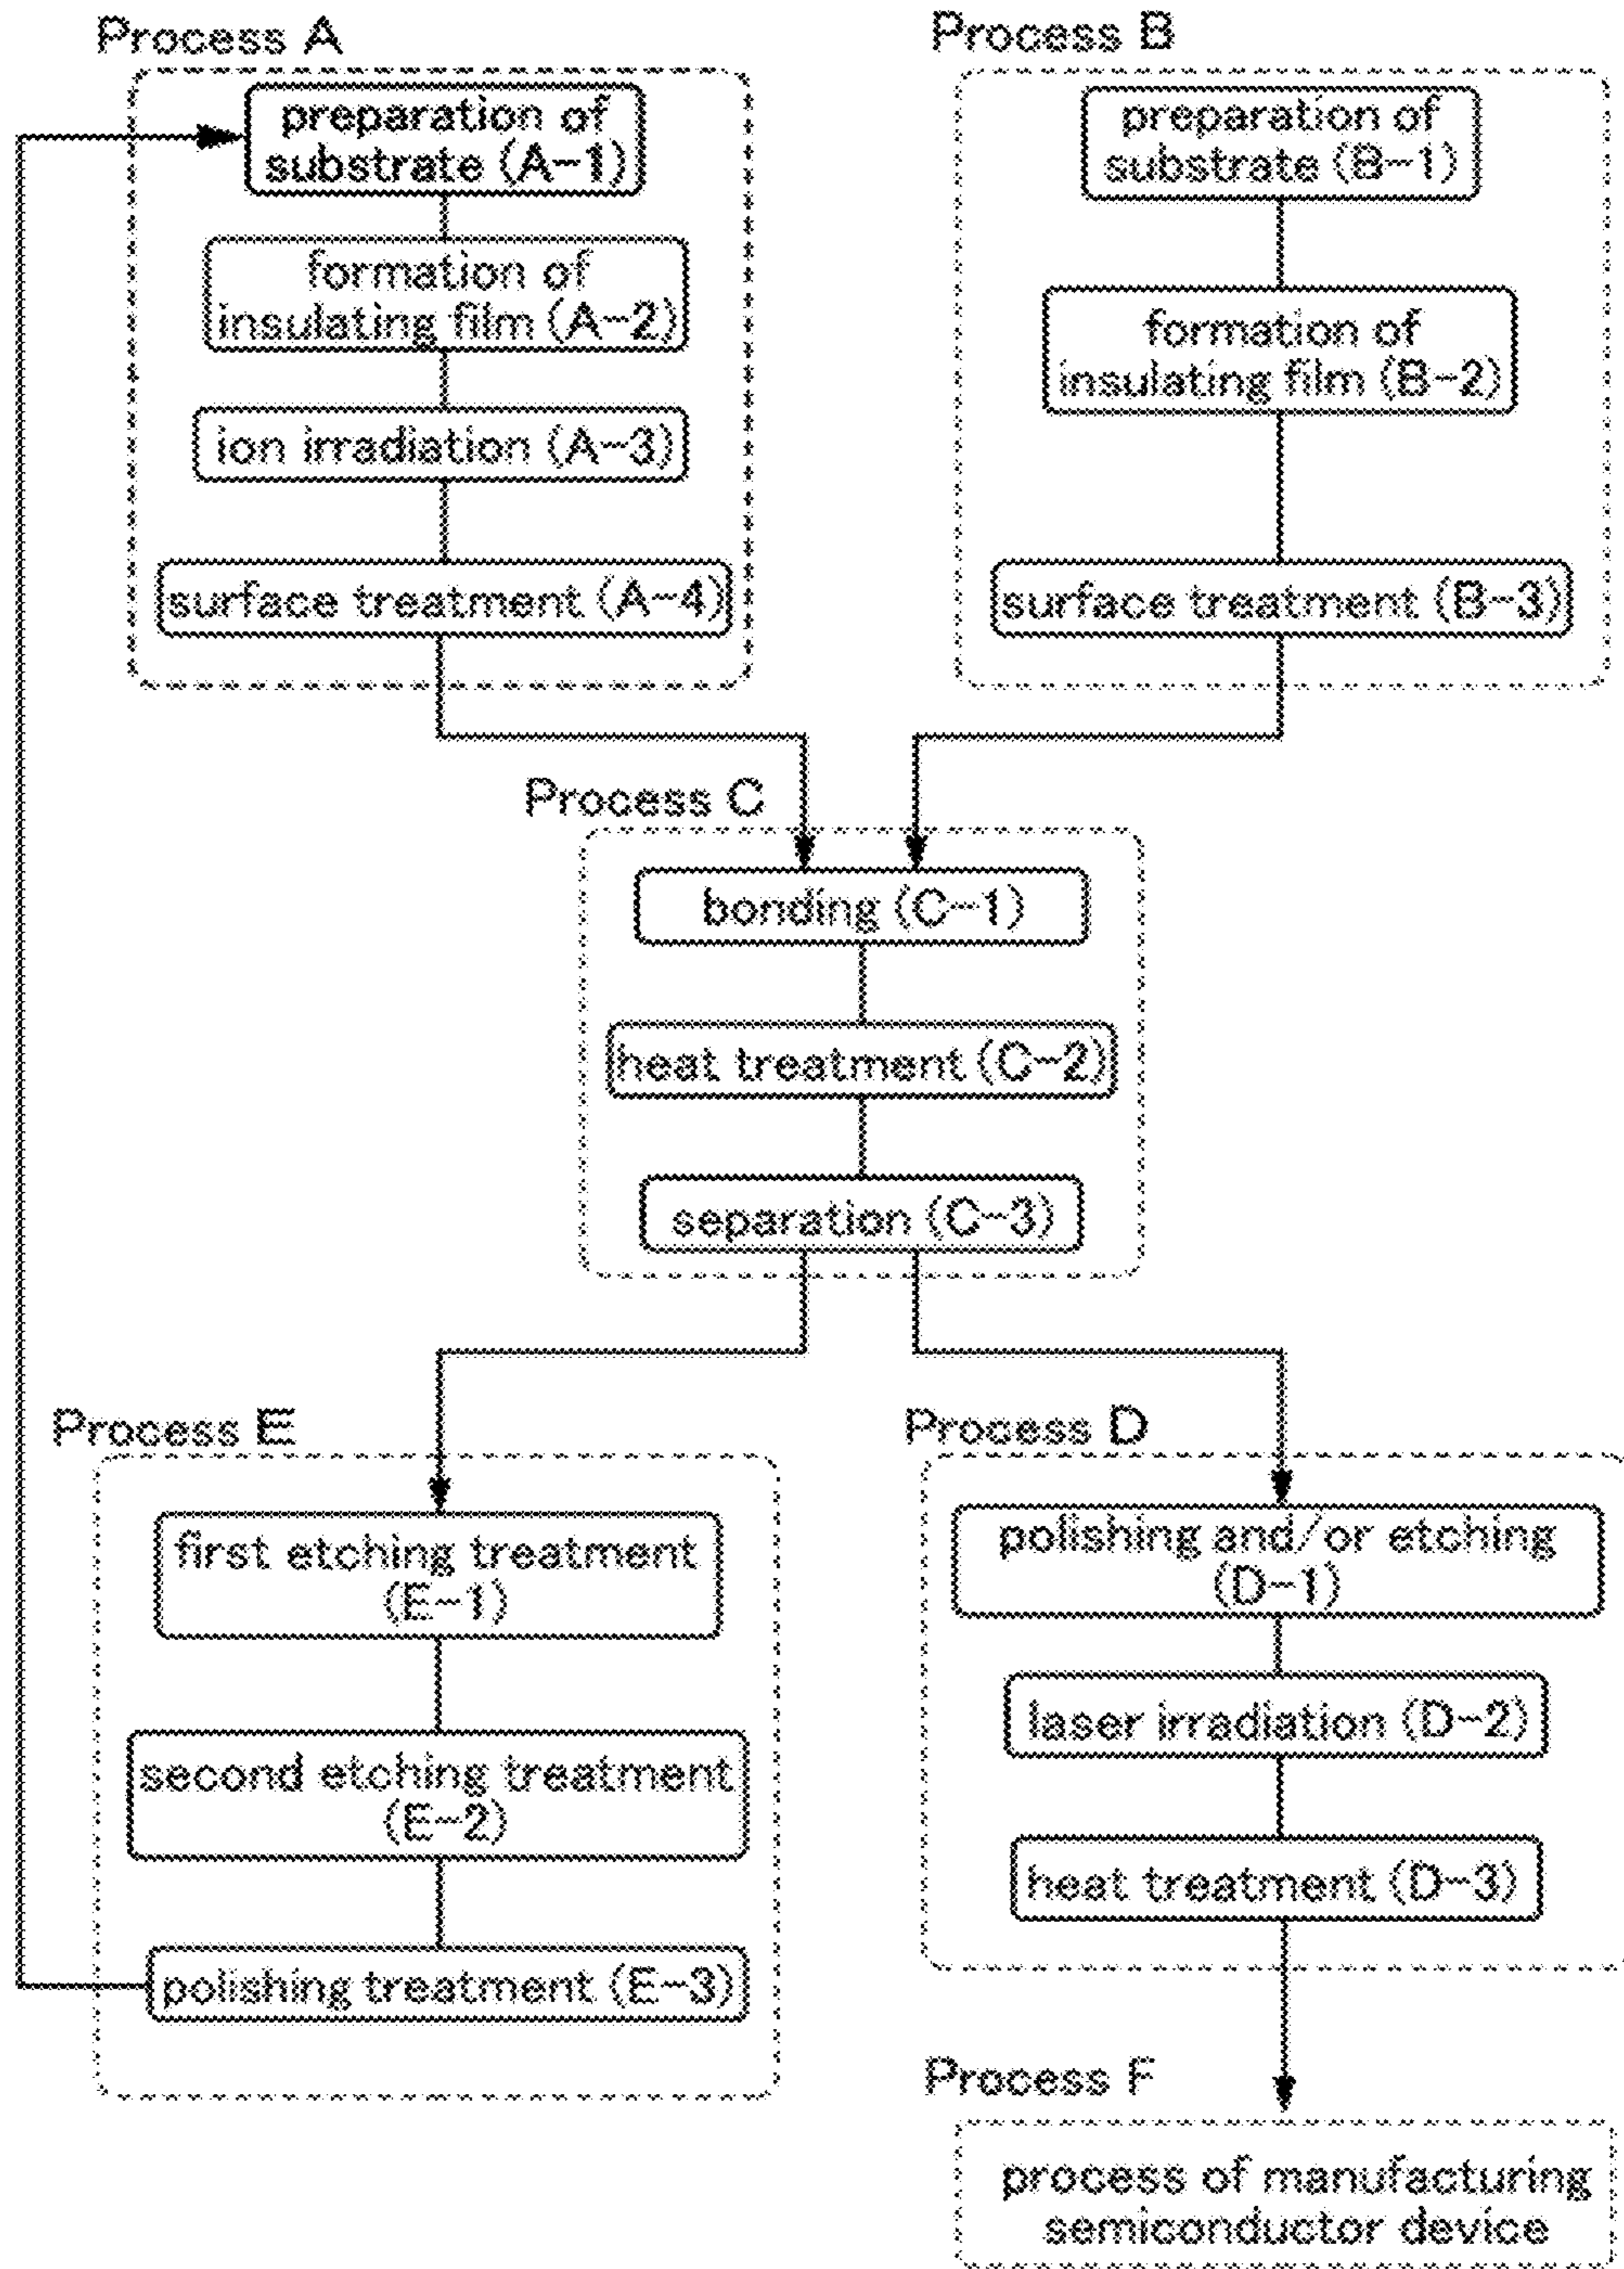 Process A
preparation of
substrate (A-1)
formation of
insulating film (A-2)
ion irradiation (A-3)
surface treatment (A-4)
Process B
preparation of
substrate (B-1)
formation of
insulating film (B-2)
surface treatment (B-3)
Process C
bonding (C-1)
heat treatment (C-2)
separation (C-3)
Process E
first etching treatment
(E-1)
second etching treatment
(E-2)
polishing treatment (E-3)
Process D
polishing and/or etching
(D-1)
laser irradiation (D-2)
heat treatment (D-3)
Process F
process of manufacturing
semiconductor device